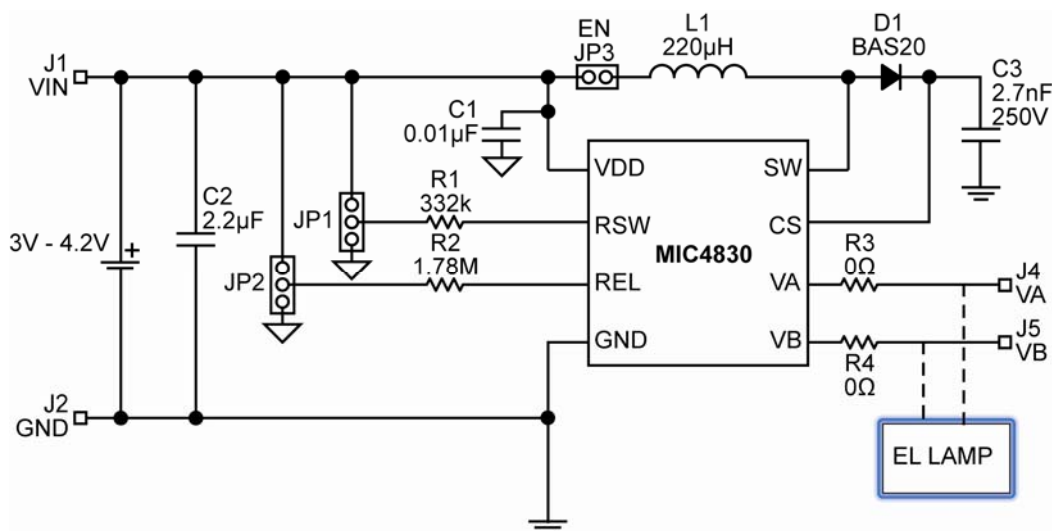 J1
VIN
EN
JP3
L1
220µH
D1
BAS20
C3
2.7nF
250V
C1
0.01µF
VDD
SW
C2
2.2µF
JP1
R1
332k
RSW
CS
3V - 4.2V
+
MIC4830
R2
1.78M
JP2
REL
VA
R3
0Ω
J4
VA
GND
VB
R4
0Ω
J5
VB
J2
GND
EL LAMP